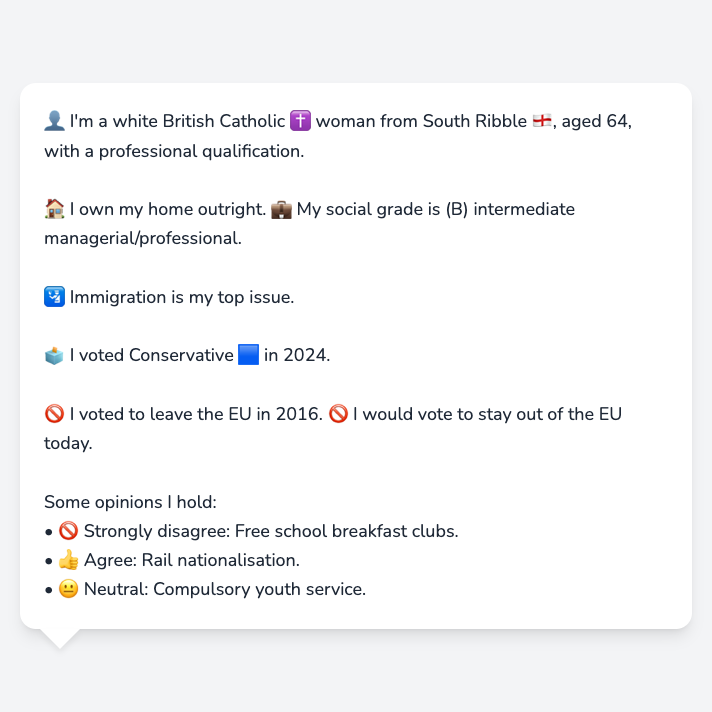 👤 I'm a white British Catholic ✝️ woman from South Ribble 🏴󠁧󠁢󠁥󠁮󠁧󠁿, aged 64,
with a professional qualification.
🏠 I own my home outright. 💼 My social grade is (B) intermediate
managerial/professional.
🛂 Immigration is my top issue.
🗳️ I voted Conservative 🟦 in 2024.
🚫 I voted to leave the EU in 2016. 🚫 I would vote to stay out of the EU
today.
Some opinions I hold:
• 🚫 Strongly disagree: Free school breakfast clubs.
• 👍 Agree: Rail nationalisation.
• 😐 Neutral: Compulsory youth service.